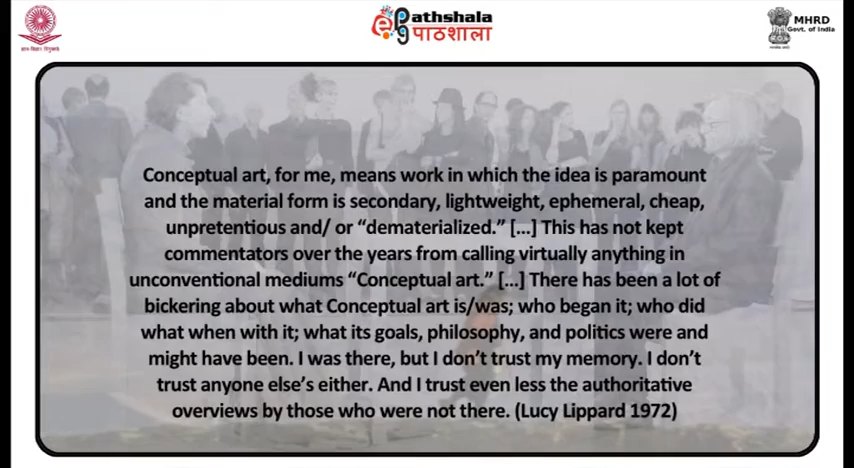 ePathshala
पाठशाला
MHRD
Govt. of India
Conceptual art, for me, means work in which the idea is paramount
and the material form is secondary, lightweight, ephemeral, cheap,
unpretentious and/ or “dematerialized.” [...] This has not kept
commentators over the years from calling virtually anything in
unconventional mediums “Conceptual art.” [...] There has been a lot of
bickering about what Conceptual art is/was; who began it; who did
what when with it; what its goals, philosophy, and politics were and
might have been. I was there, but I don’t trust my memory. I don’t
trust anyone else’s either. And I trust even less the authoritative
overviews by those who were not there. (Lucy Lippard 1972)